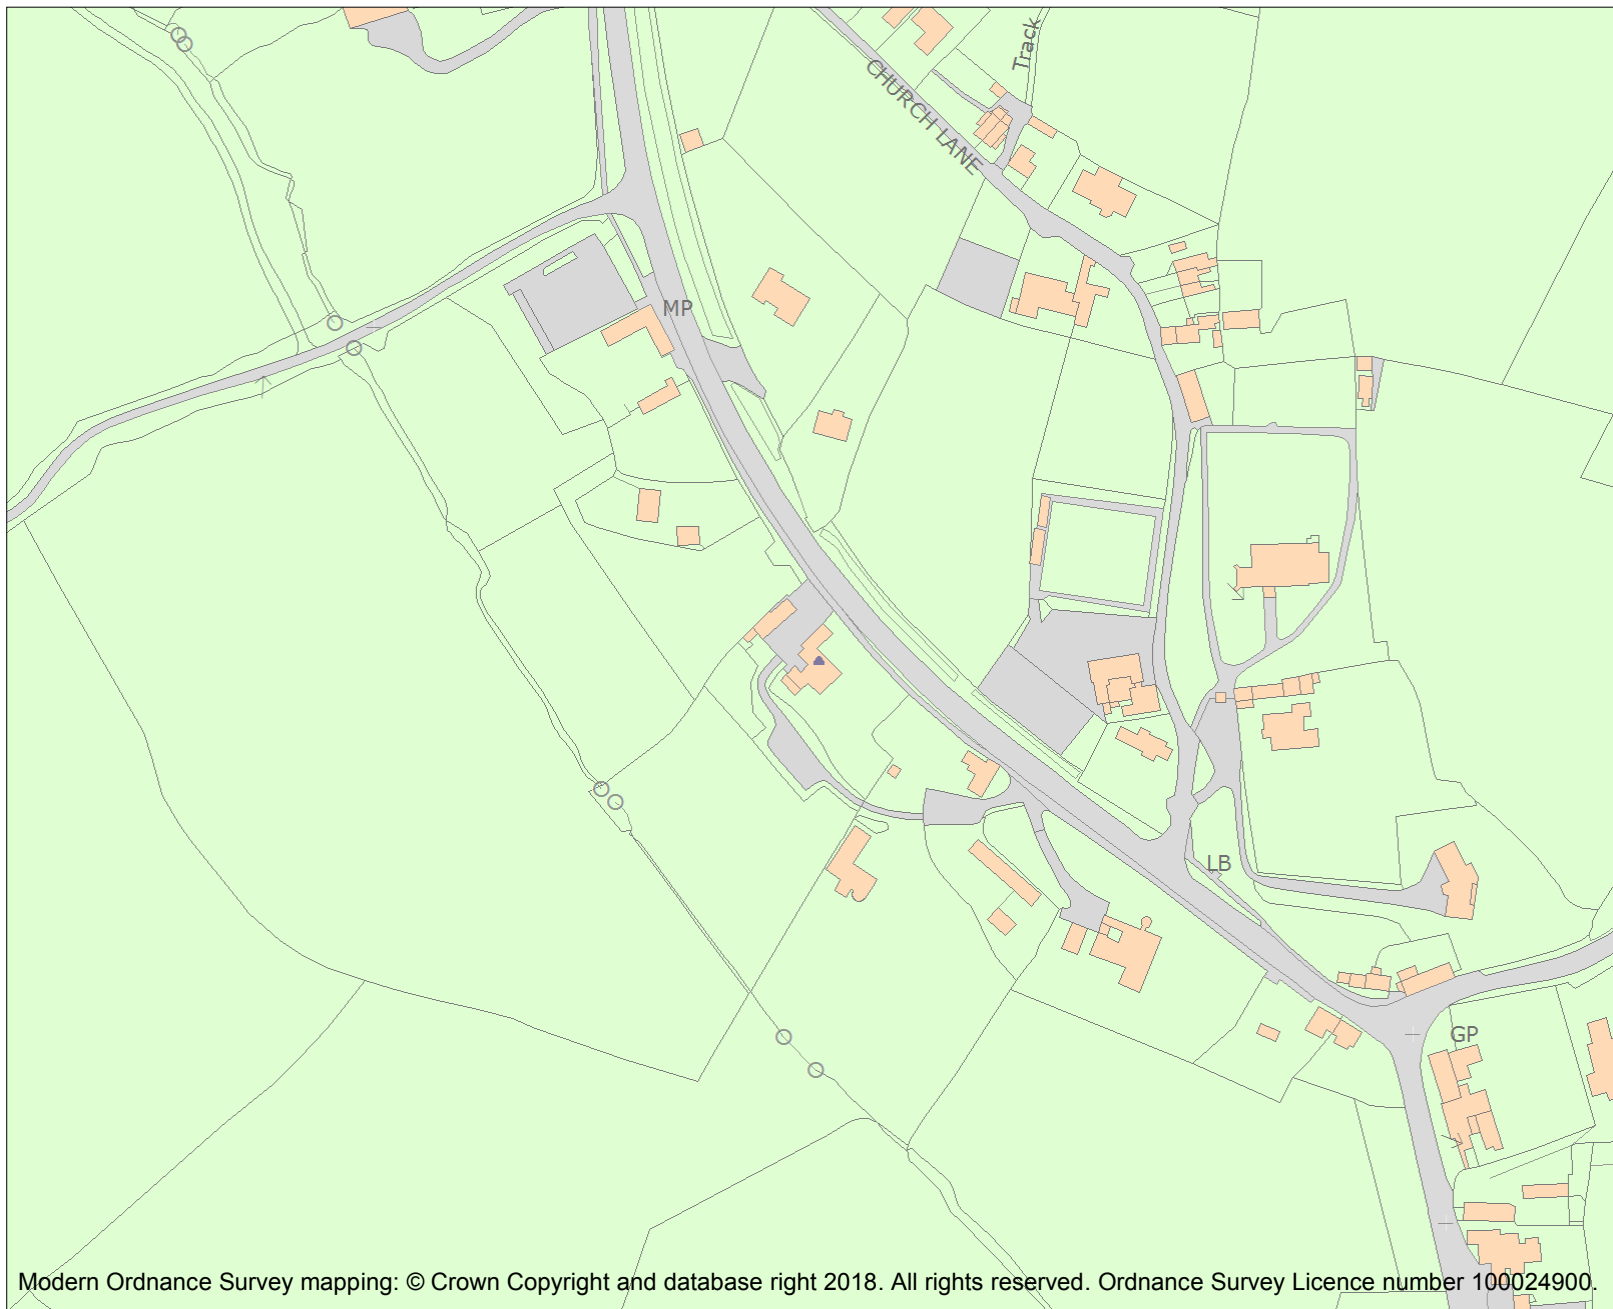 Track
CHURCH LANE
MP
LB
GP
Modern Ordnance Survey mapping: © Crown Copyright and database right 2018. All rights reserved. Ordnance Survey Licence number 100024900.